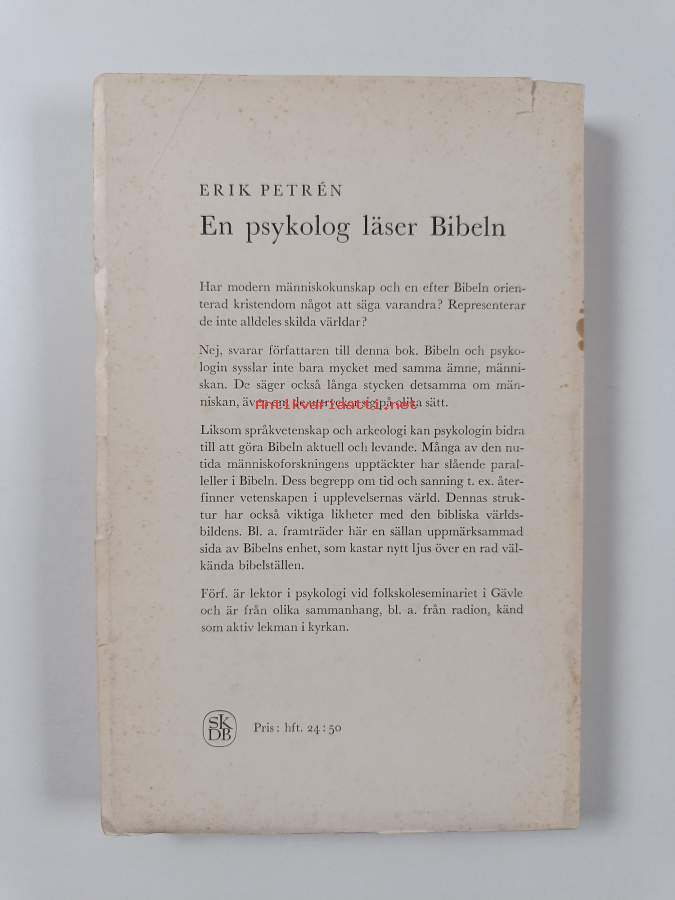 ERIK PETRÉN
En psykolog läser Bibeln
Har modern människokunskap och en efter Bibeln orien-
terad kristendom något att säga varandra? Representerar
de inte alldeles skilda världar?
Nej, svarar författaren till denna bok. Bibeln och psyko-
login sysslar inte bara mycket med samma ämne, männi-
skan. De säger också långa stycken detsamma om män-
niskan, även om de uttrycker sig på olika sätt.
Antikvariaatti.net
Liksom språkvetenskap och arkeologi kan psykologin bidra
till att göra Bibeln aktuell och levande. Många av den nu-
tida människoforskningens upptäckter har slående paral-
leller i Bibeln. Dess begrepp om tid och sanning t. ex. åter-
finner vetenskapen i upplevelsernas värld. Dennas struk-
tur har också viktiga likheter med den bibliska världs-
bildens. Bl. a. framträder här en sällan uppmärksammad
sida av Bibelns enhet, som kastar nytt ljus över en rad väl-
kända bibelställen.
Förf. är lektor i psykologi vid folkskoleseminariet i Gävle
och är från olika sammanhang, bl. a. från radion, känd
som aktiv lekman i kyrkan.
SK
DB
Pris: hft. 24:50